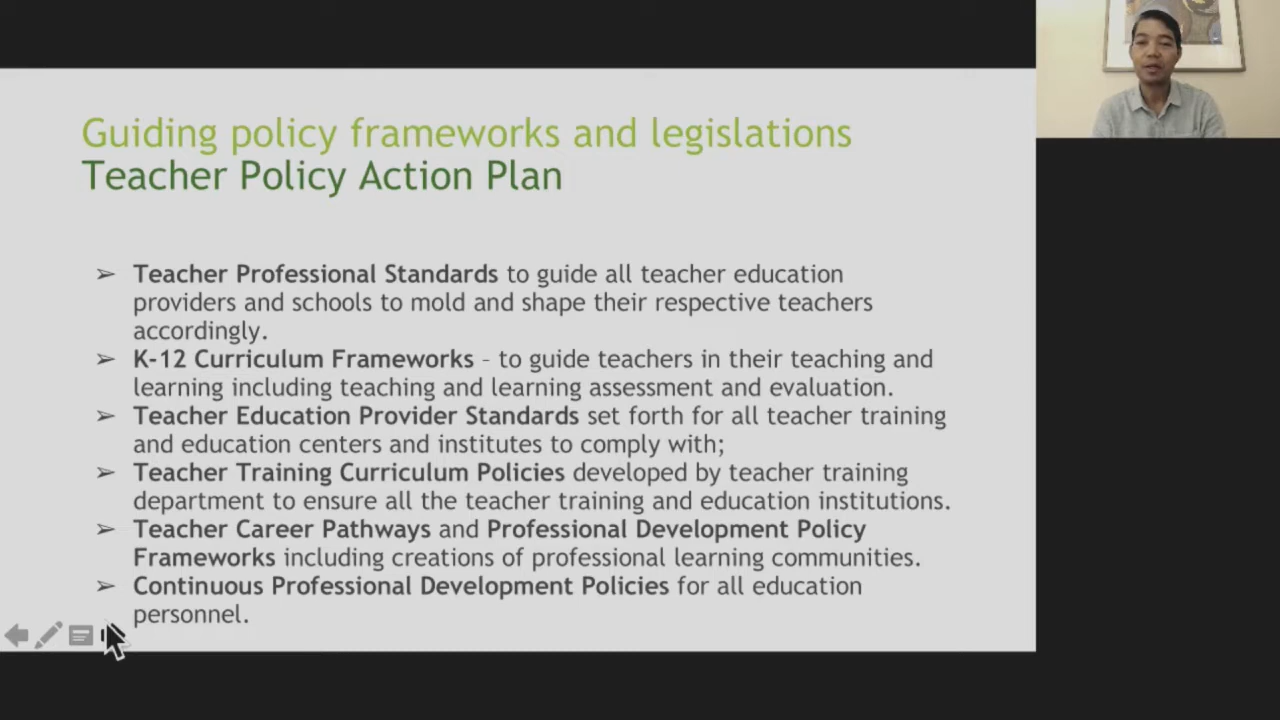 Guiding policy frameworks and legislations
Teacher Policy Action Plan
➢ Teacher Professional Standards to guide all teacher education
providers and schools to mold and shape their respective teachers
accordingly.
➢ K-12 Curriculum Frameworks – to guide teachers in their teaching and
learning including teaching and learning assessment and evaluation.
➢ Teacher Education Provider Standards set forth for all teacher training
and education centers and institutes to comply with;
➢ Teacher Training Curriculum Policies developed by teacher training
department to ensure all the teacher training and education institutions.
➢ Teacher Career Pathways and Professional Development Policy
Frameworks including creations of professional learning communities.
➢ Continuous Professional Development Policies for all education
personnel.